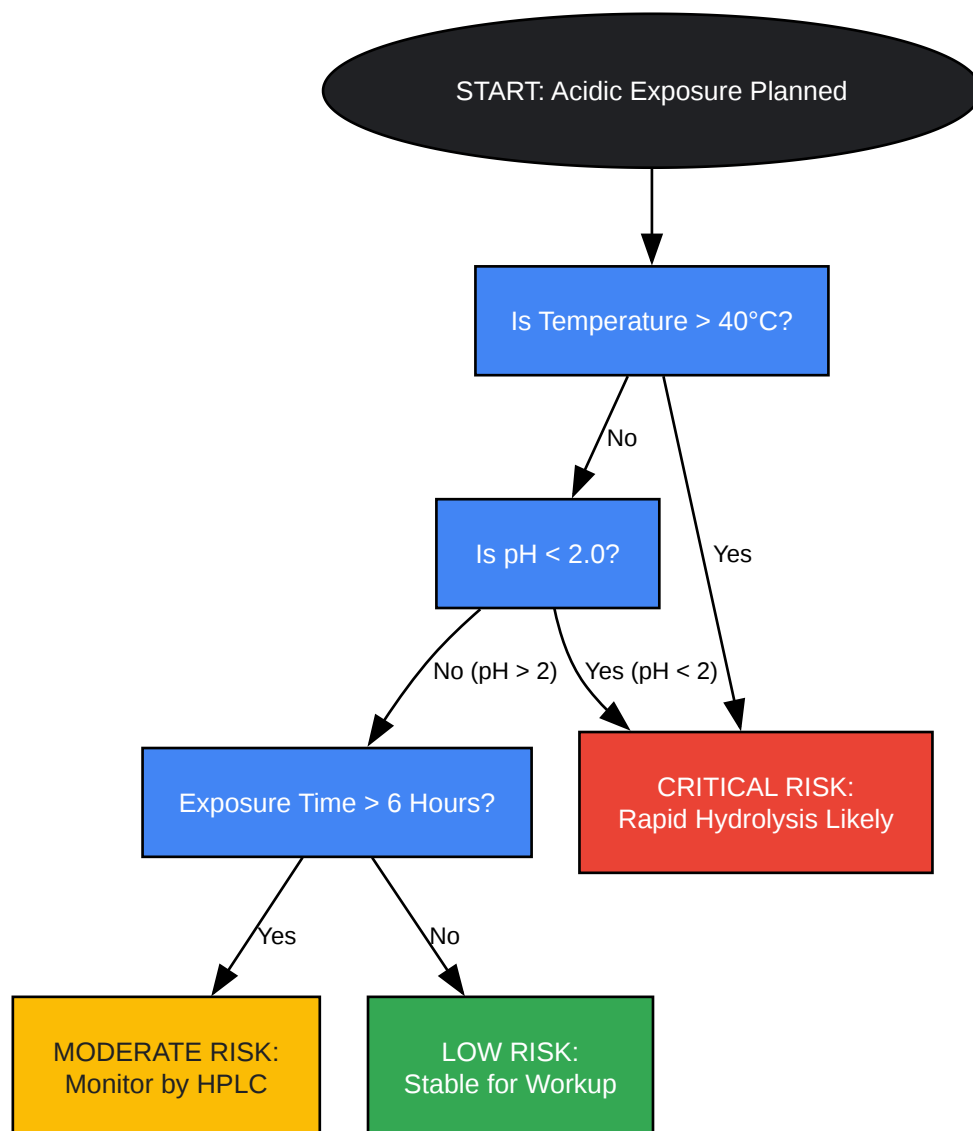 START: Acidic Exposure Planned
Is Temperature > 40°C?
No
Is pH < 2.0?
Yes
No (pH > 2)
Yes (pH < 2)
CRITICAL RISK:
Rapid Hydrolysis Likely
Exposure Time > 6 Hours?
Yes
No
MODERATE RISK:
Monitor by HPLC
LOW RISK:
Stable for Workup